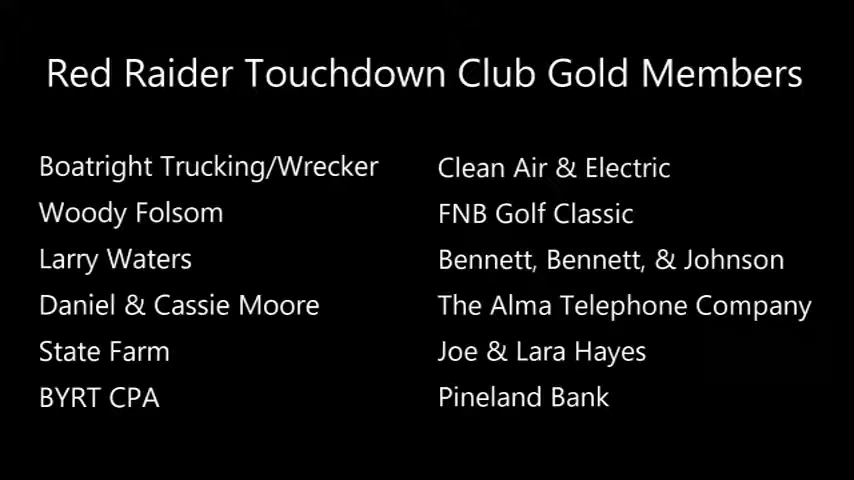 Red Raider Touchdown Club Gold Members
Boatright Trucking/Wrecker
Woody Folsom
Larry Waters
Daniel & Cassie Moore
State Farm
BYRT CPA
Clean Air & Electric
FNB Golf Classic
Bennett, Bennett, & Johnson
The Alma Telephone Company
Joe & Lara Hayes
Pineland Bank